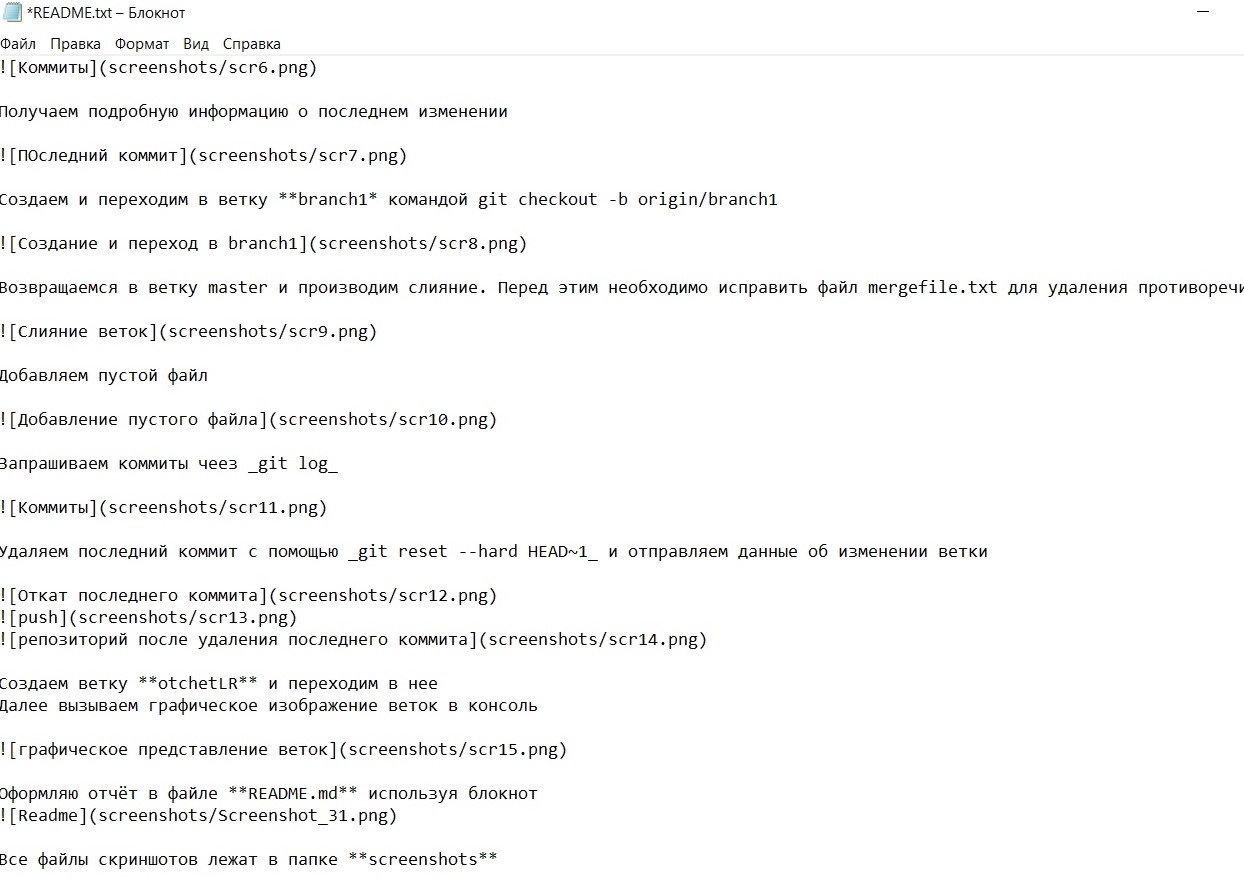 *README.txt – Блокнот
Файл Правка Формат Вид Справка
![Коммиты](screenshots/scr6.png)
Получаем подробную информацию о последнем изменении
![ПОследний коммит](screenshots/scr7.png)
Создаем и переходим в ветку **branch1* командой git checkout -b origin/branch1
![Создание и переход в branch1](screenshots/scr8.png)
Возвращаемся в ветку master и производим слияние. Перед этим необходимо исправить файл mergefile.txt для удаления противоречи
![Слияние веток](screenshots/scr9.png)
Добавляем пустой файл
![Добавление пустого файла](screenshots/scr10.png)
Запрашиваем коммиты чеез _git log_
![Коммиты](screenshots/scr11.png)
Удаляем последний коммит с помощью _git reset --hard HEAD~1_ и отправляем данные об изменении ветки
![Откат последнего коммита](screenshots/scr12.png)
![push](screenshots/scr13.png)
![репозиторий после удаления последнего коммита](screenshots/scr14.png)
Создаем ветку **otchetLR** и переходим в нее
Далее вызываем графическое изображение веток в консоль
![графическое представление веток](screenshots/scr15.png)
Оформляю отчёт в файле **README.md** используя блокнот
![Readme](screenshots/Screenshot_31.png)
Все файлы скриншотов лежат в папке **screenshots**